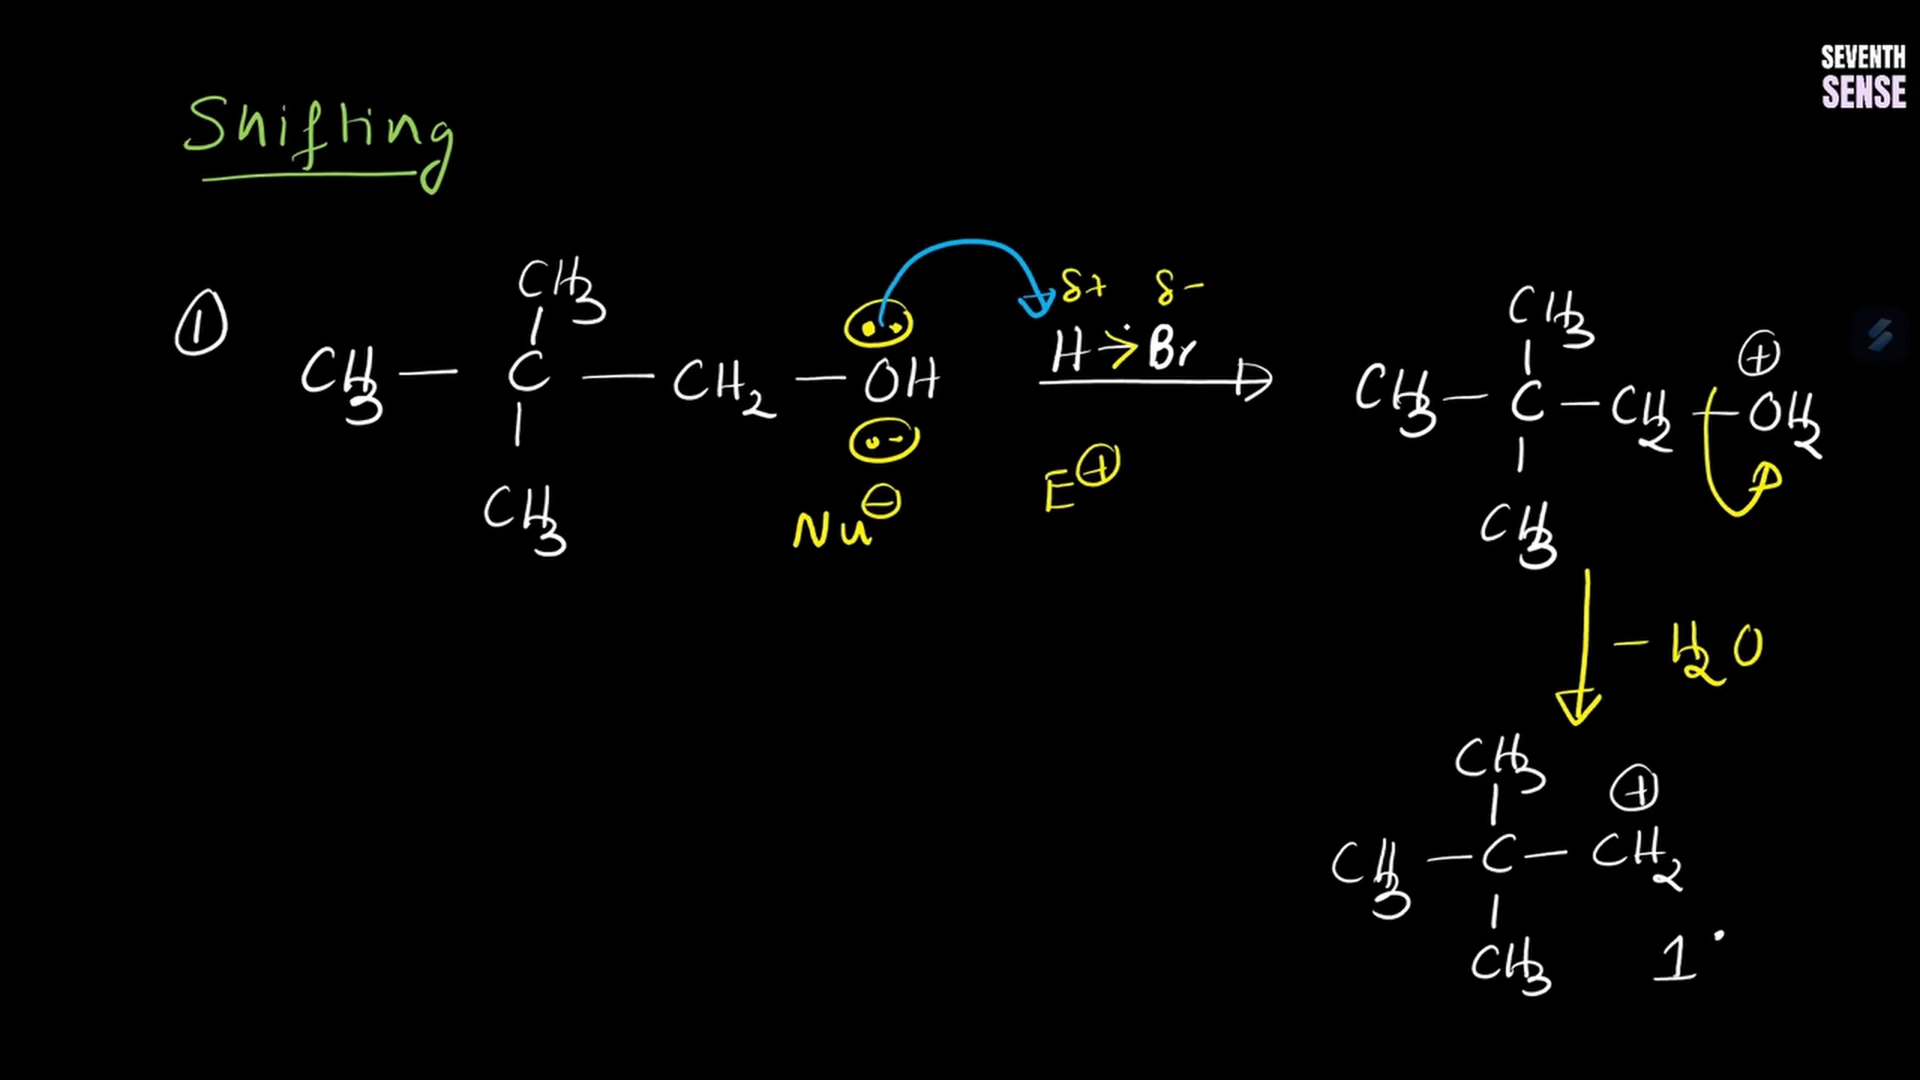 SEVENTH
SENSE
Shifting
①
CH3
CH3 — C — CH2 — OH
CH3
Nu⊖
δ+ δ−
H > Br
E⊕
CH3
⊕
CH3 — C — CH2 — OH2
CH3
− H2O
CH3
⊕
CH3 — C — CH2
CH3
1°